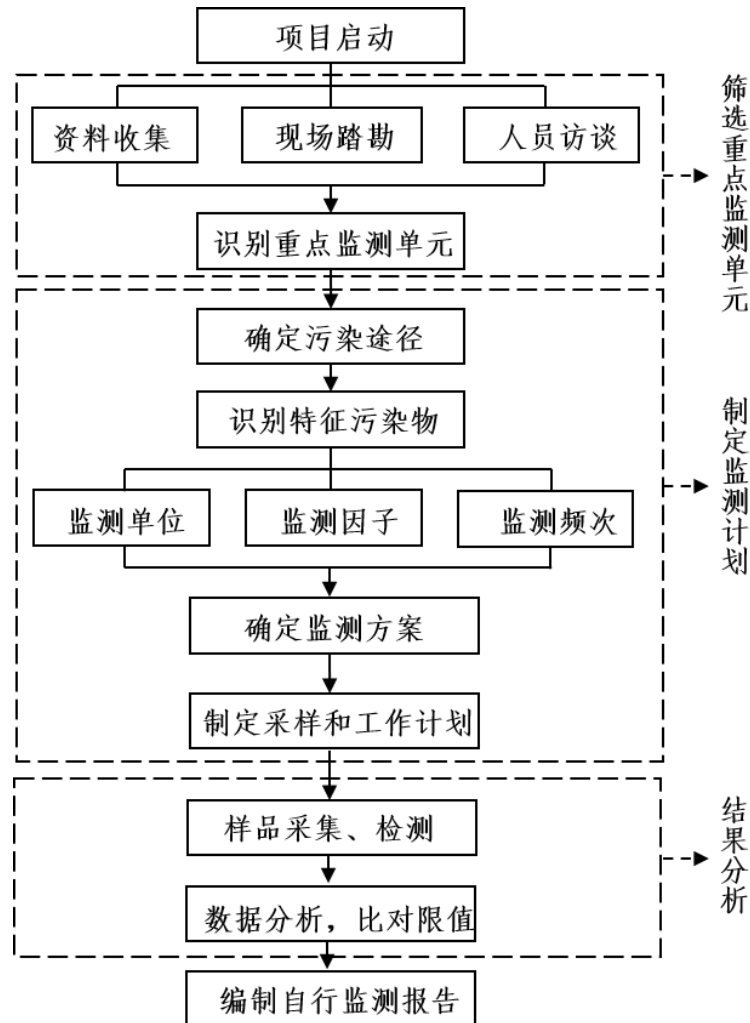 项目启动
资料收集
现场踏勘
人员访谈
识别重点监测单元
筛选重点监测单元
确定污染途径
识别特征污染物
监测单位
监测因子
监测频次
确定监测方案
制定采样和工作计划
制定监测计划
样品采集、检测
数据分析，比对限值
结果分析
编制自行监测报告